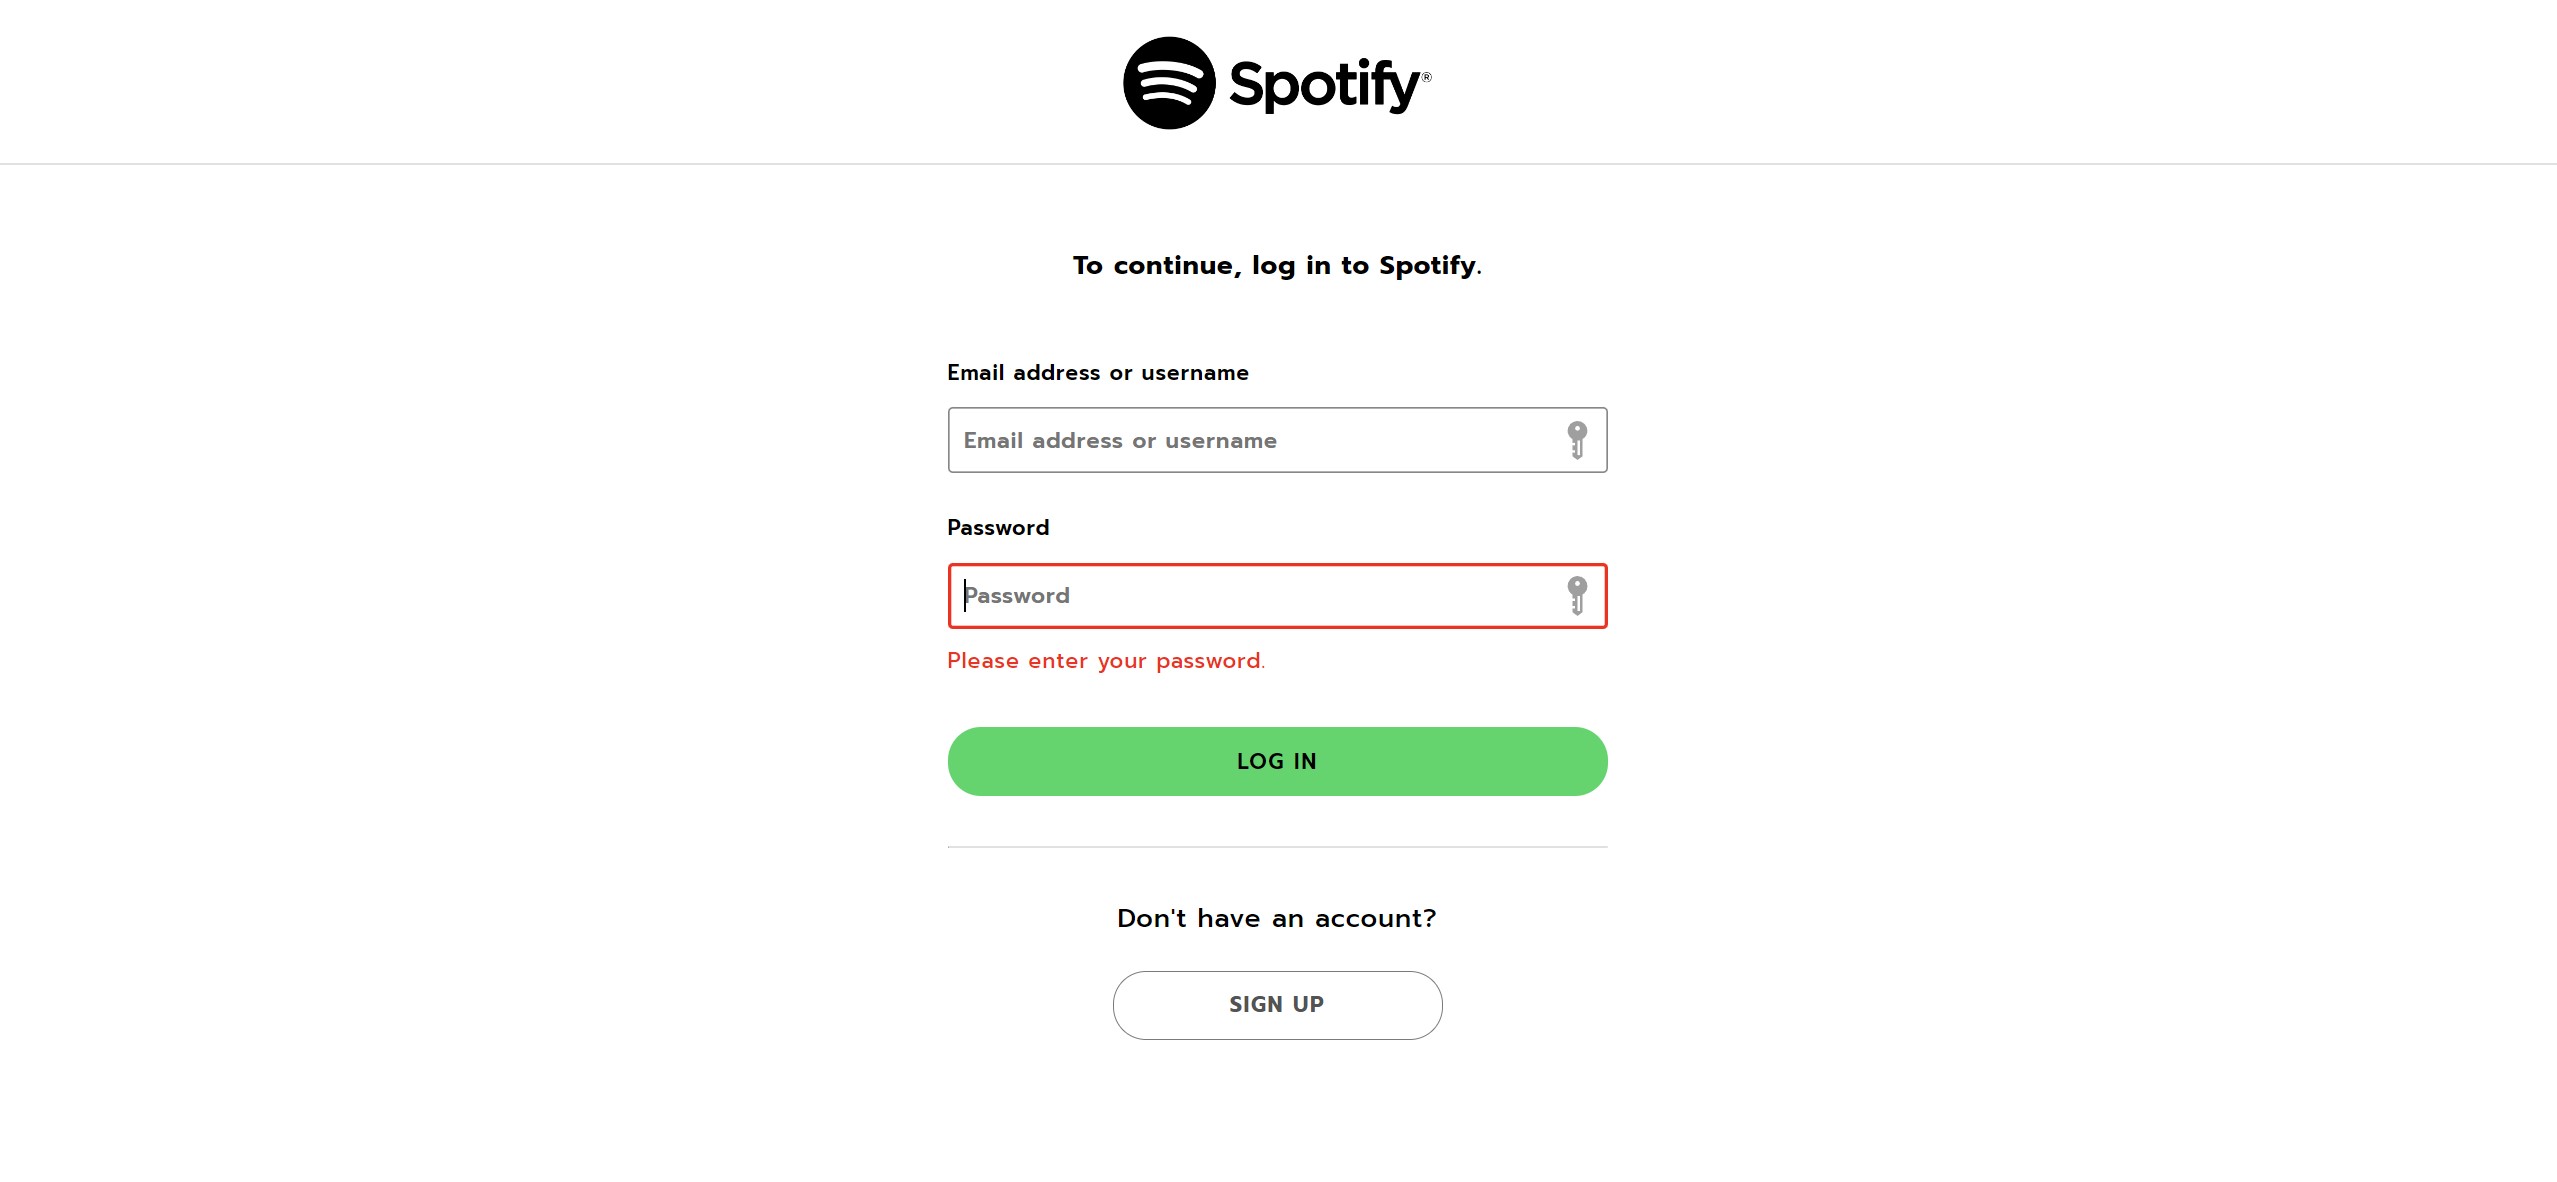 Spotify®
To continue, log in to Spotify.
Email address or username
Email address or username
Password
Password
Please enter your password.
LOG IN
Don't have an account?
SIGN UP